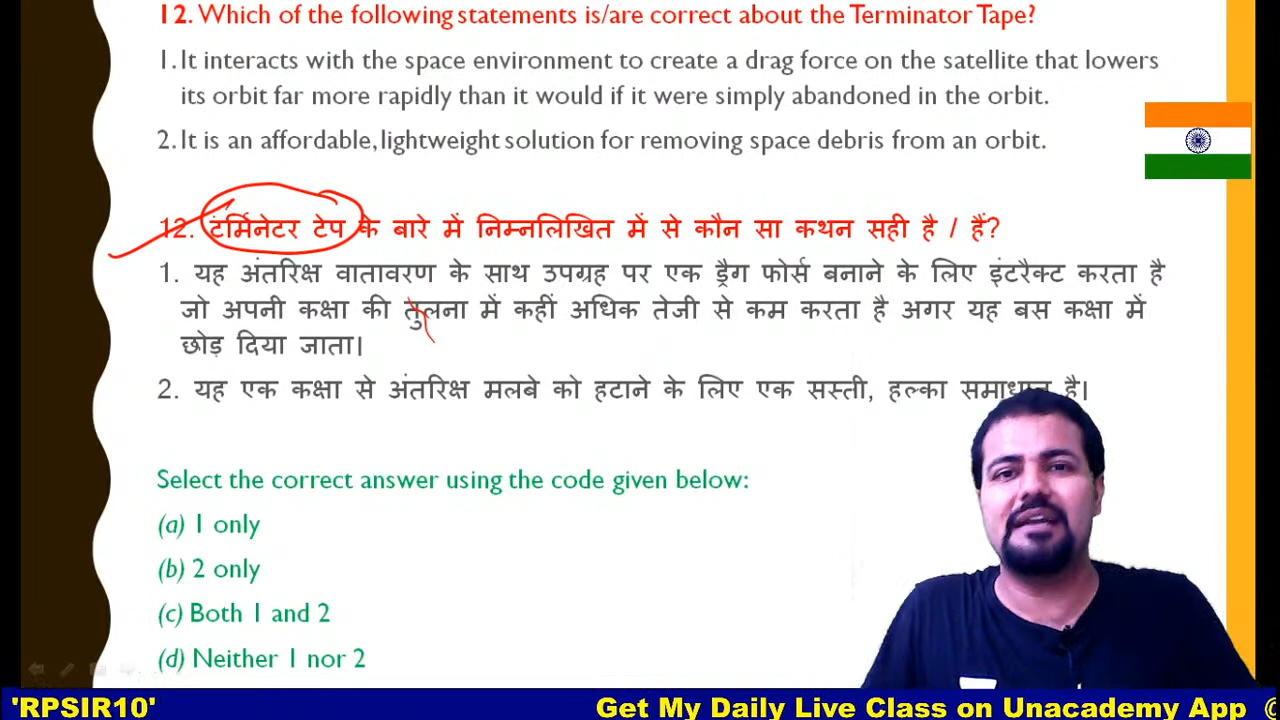 12. Which of the following statements is/are correct about the Terminator Tape?
1. It interacts with the space environment to create a drag force on the satellite that lowers
its orbit far more rapidly than it would if it were simply abandoned in the orbit.
2. It is an affordable, lightweight solution for removing space debris from an orbit.
12. टर्मिनेटर टेप के बारे में निम्नलिखित में से कौन सा कथन सही है / हैं?
1. यह अंतरिक्ष वातावरण के साथ उपग्रह पर एक ड्रैग फोर्स बनाने के लिए इंटरैक्ट करता है
जो अपनी कक्षा की तुलना में कहीं अधिक तेजी से कम करता है अगर यह बस कक्षा में
छोड़ दिया जाता।
2. यह एक कक्षा से अंतरिक्ष मलबे को हटाने के लिए एक सस्ती, हल्का समाधान है।
Select the correct answer using the code given below:
(a) 1 only
(b) 2 only
(c) Both 1 and 2
(d) Neither 1 nor 2
'RPSIR10' Get My Daily Live Class on Unacademy App ©